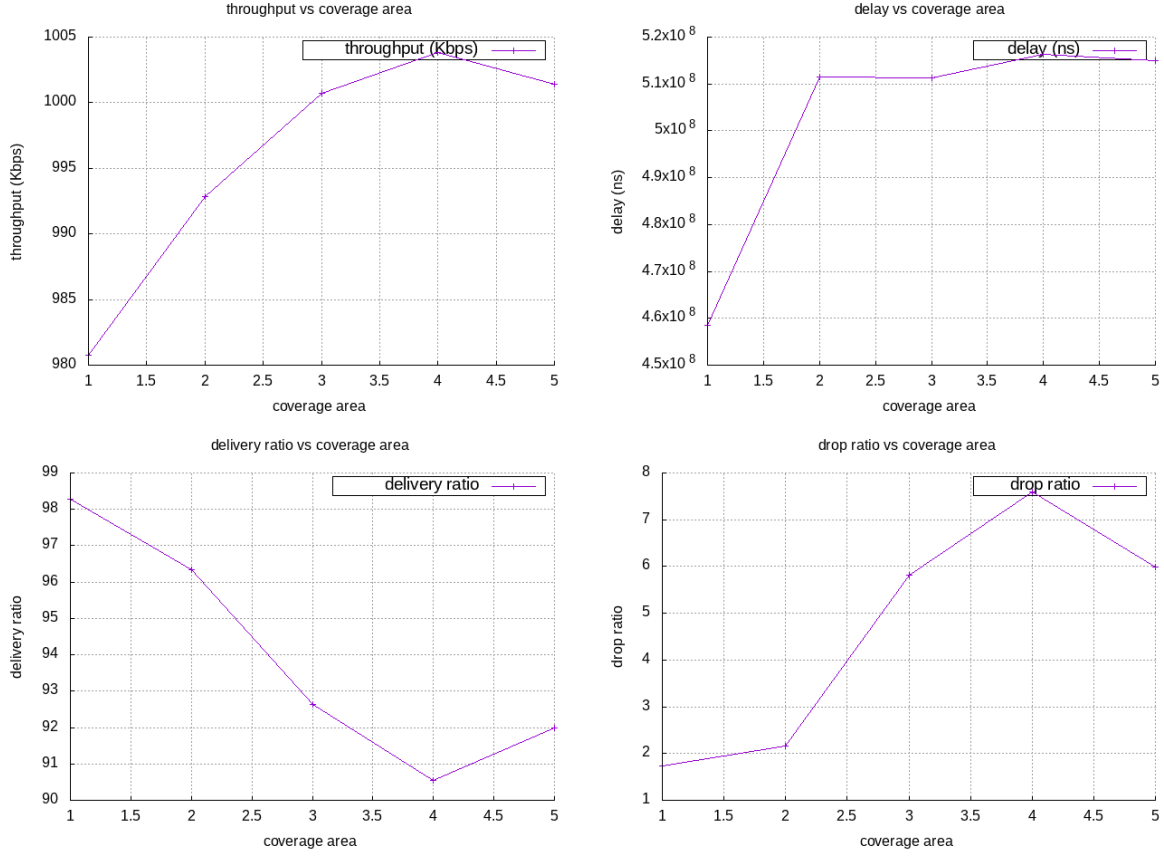 throughput vs coverage area
1005
1000
995
990
985
980
throughput (Kbps)
throughput (Kbps)
1 1.5 2 2.5 3 3.5 4 4.5 5
coverage area
delay vs coverage area
5.2x10^8
5.1x10^8
5x10^8
4.9x10^8
4.8x10^8
4.7x10^8
4.6x10^8
4.5x10^8
delay (ns)
delay (ns)
1 1.5 2 2.5 3 3.5 4 4.5 5
coverage area
delivery ratio vs coverage area
99
98
97
96
95
94
93
92
91
90
delivery ratio
delivery ratio
1 1.5 2 2.5 3 3.5 4 4.5 5
coverage area
drop ratio vs coverage area
8
7
6
5
4
3
2
1
drop ratio
drop ratio
1 1.5 2 2.5 3 3.5 4 4.5 5
coverage area